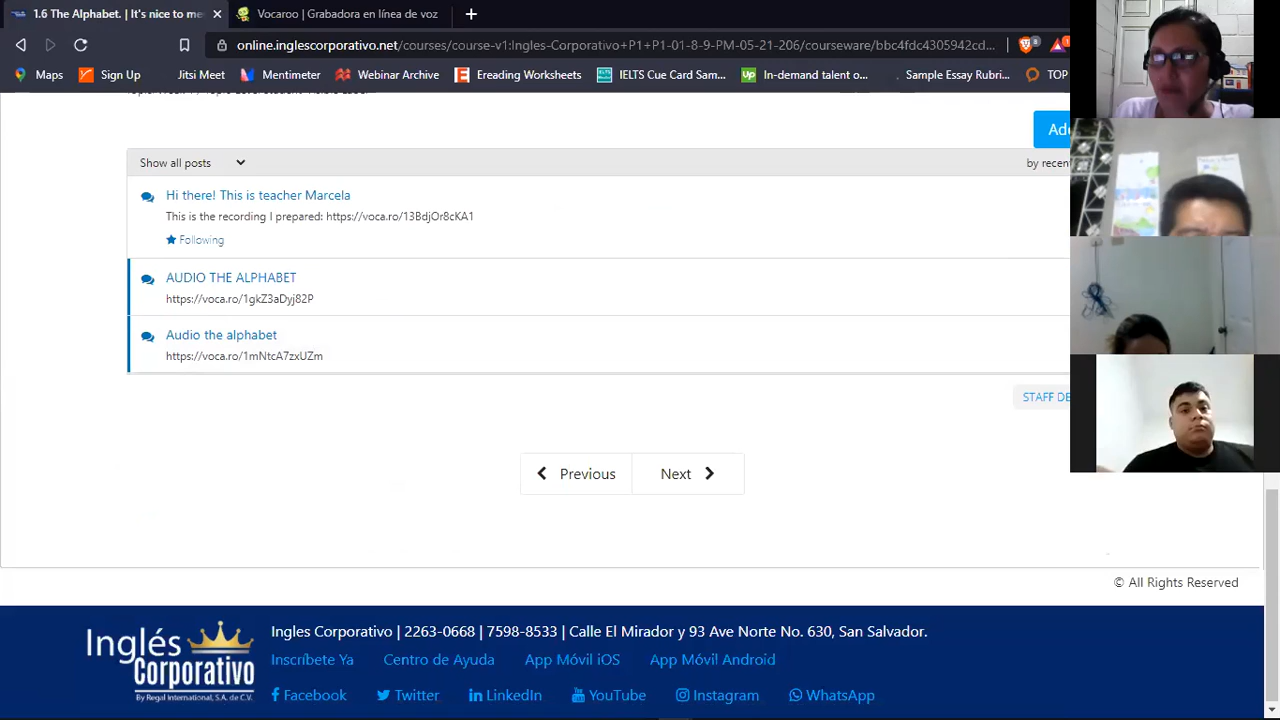 1.6 The Alphabet. | It's nice to me
Vocaroo | Grabadora en línea de voz
online.inglescorporativo.net/courses/course-v1:Ingles-Corporativo+P1+P1-01-8-9-PM-05-21-206/courseware/bbc4fdc4305942cd...
Maps
Sign Up
Jitsi Meet
Mentimeter
Webinar Archive
Ereading Worksheets
IELTS Cue Card Sam...
In-demand talent o...
Sample Essay Rubri...
TOP
Show all posts
by recen
Hi there! This is teacher Marcela
This is the recording I prepared: https://voca.ro/13BdjOr8cKA1
Following
AUDIO THE ALPHABET
https://voca.ro/1gkZ3aDyj82P
Audio the alphabet
https://voca.ro/1mNtcA7zxUZm
STAFF DE
Previous
Next
© All Rights Reserved
Inglés Corporativo
By Regal International, S.A. de C.V.
Ingles Corporativo | 2263-0668 | 7598-8533 | Calle El Mirador y 93 Ave Norte No. 630, San Salvador.
Inscríbete Ya
Centro de Ayuda
App Móvil iOS
App Móvil Android
Facebook
Twitter
LinkedIn
YouTube
Instagram
WhatsApp